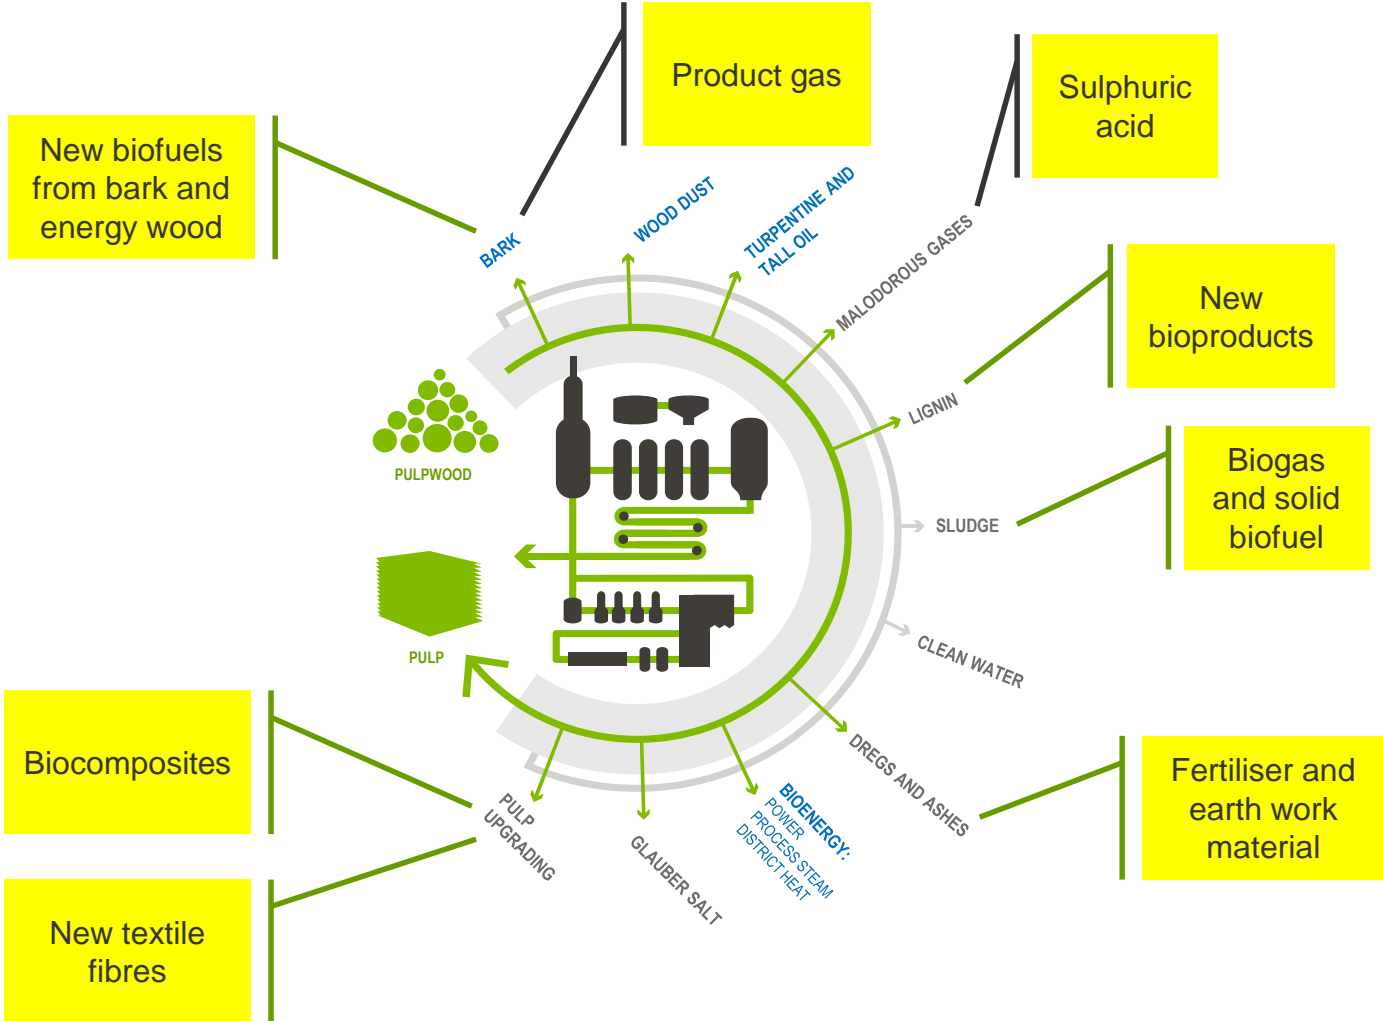 Product gas
Sulphuric
acid
New biofuels
from bark and
energy wood
BARK
WOOD DUST
TURPENTINE AND
TALL OIL
MALODOROUS GASES
New
bioproducts
LIGNIN
PULPWOOD
Biogas
and solid
biofuel
SLUDGE
CLEAN WATER
PULP
Biocomposites
DREGS AND ASHES
Fertiliser and
earth work
material
BIOENERGY:
POWER
PROCESS STEAM
DISTRICT HEAT
GLAUBER SALT
PULP
UPGRADING
New textile
fibres